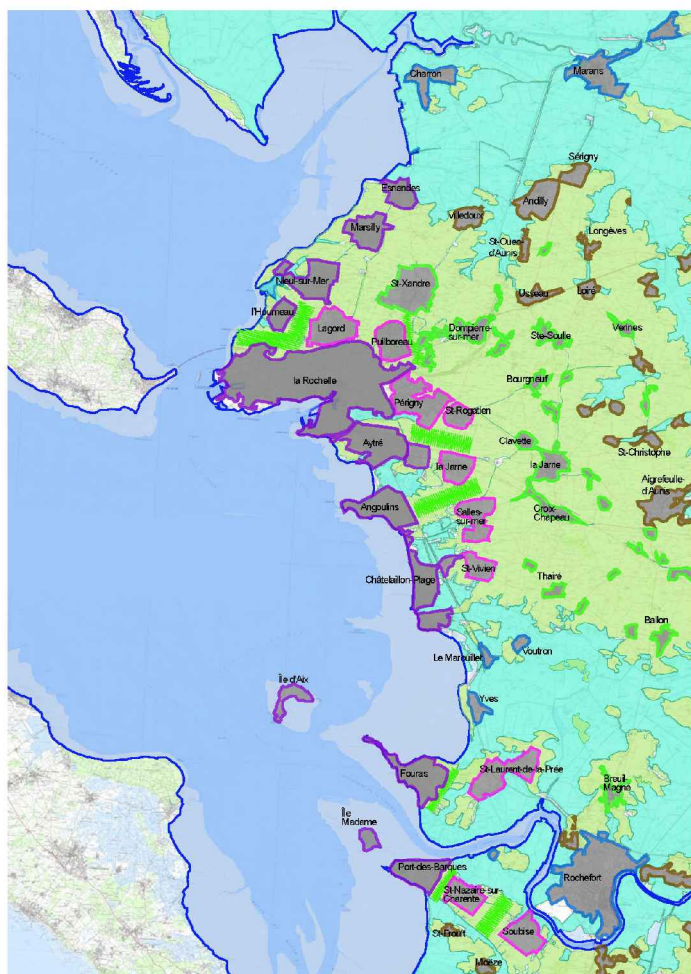 Charron
Marans
Sérigny
Esnandes
Andilly
Villedoux
Marsilly
Longèves
St-Ouen-
d'Aunis
Nieul-sur-Mer
St-Xandre
Usseau
Loiré
l'Houmeau
Lagord
Puilboreau
Dompierre-
sur-mer
Ste-Soulle
Vérines
la Rochelle
Bourgneuf
Périgny
St-Rogatien
Aytré
Clavette
St-Christophe
la Jarne
la Jarne
Aigrefeuille-
d'Aunis
Angoulins
Salles-
sur-mer
Croix-
Chapeau
St-Vivien
Châtelaillon-Plage
Thairé
Ballon
Le Marouillet
Voutron
Île d'Aix
Yves
Fouras
St-Laurent-de-la-Prée
Breuil-
Magné
Île
Madame
Port-des-Barques
Rochefort
St-Nazaire-sur-
Charente
St-Froult
Soubise
Moëze